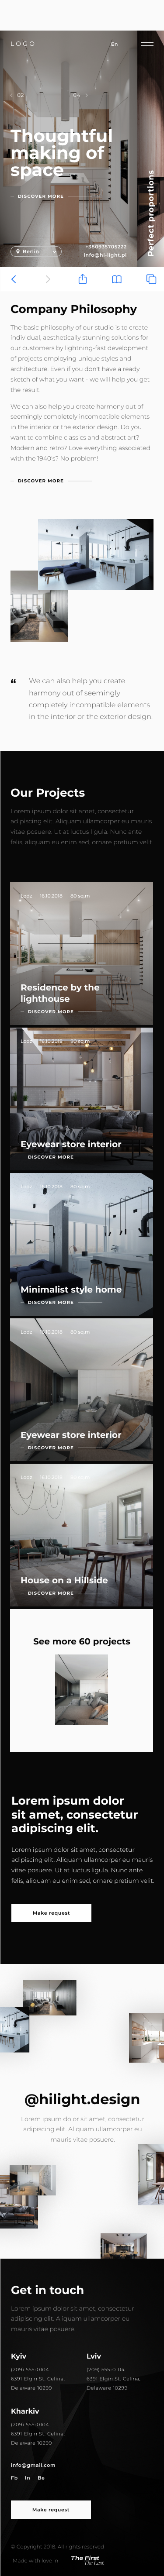 LOGO
En
02
04
Thoughtful
making of
space
DISCOVER MORE
Perfect proportions
Berlin
+380935705222
info@hi-light.pl
Company Philosophy
The basic philosophy of our studio is to create
individual, aesthetically stunning solutions for
our customers by lightning-fast development
of projects employing unique styles and
architecture. Even if you don't have a ready
sketch of what you want - we will help you get
the result.
We can also help you create harmony out of
seemingly completely incompatible elements
in the interior or the exterior design. Do you
want to combine classics and abstract art?
Modern and retro? Love everything associated
with the 1940's? No problem!
DISCOVER MORE
“ We can also help you create
harmony out of seemingly
completely incompatible elements
in the interior or the exterior design.
Our Projects
Lorem ipsum dolor sit amet, consectetur
adipiscing elit. Aliquam ullamcorper eu mauris
vitae posuere. Ut at luctus ligula. Nunc ante
felis, aliquam eu enim sed, ornare pretium velit.
Lodz 16.10.2018 80 sq.m
Residence by the
lighthouse
DISCOVER MORE
Lodz 16.10.2018 80 sq.m
Eyewear store interior
DISCOVER MORE
Lodz 16.10.2018 80 sq.m
Minimalist style home
DISCOVER MORE
Lodz 16.10.2018 80 sq.m
Eyewear store interior
DISCOVER MORE
Lodz 16.10.2018
House on a Hillside
DISCOVER MORE
See more 60 projects
Lorem ipsum dolor
sit amet, consectetur
adipiscing elit.
Lorem ipsum dolor sit amet, consectetur
adipiscing elit. Aliquam ullamcorper eu mauris
vitae posuere. Ut at luctus ligula. Nunc ante
felis, aliquam eu enim sed, ornare pretium velit.
Make request
@hilight.design
Lorem ipsum dolor sit amet, consectetur
adipiscing elit. Aliquam ullamcorper eu
mauris vitae posuere.
Get in touch
Lorem ipsum dolor sit amet, consectetur
adipiscing elit. Aliquam ullamcorper eu
mauris vitae posuere.
Kyiv
(209) 555-0104
6391 Elgin St. Celina,
Delaware 10299
Lviv
(209) 555-0104
6391 Elgin St. Celina,
Delaware 10299
Kharkiv
(209) 555-0104
6391 Elgin St. Celina,
Delaware 10299
info@gmail.com
Fb In Be
Make request
© Copyright 2018. All rights reserved
Made with love in The First
The Last